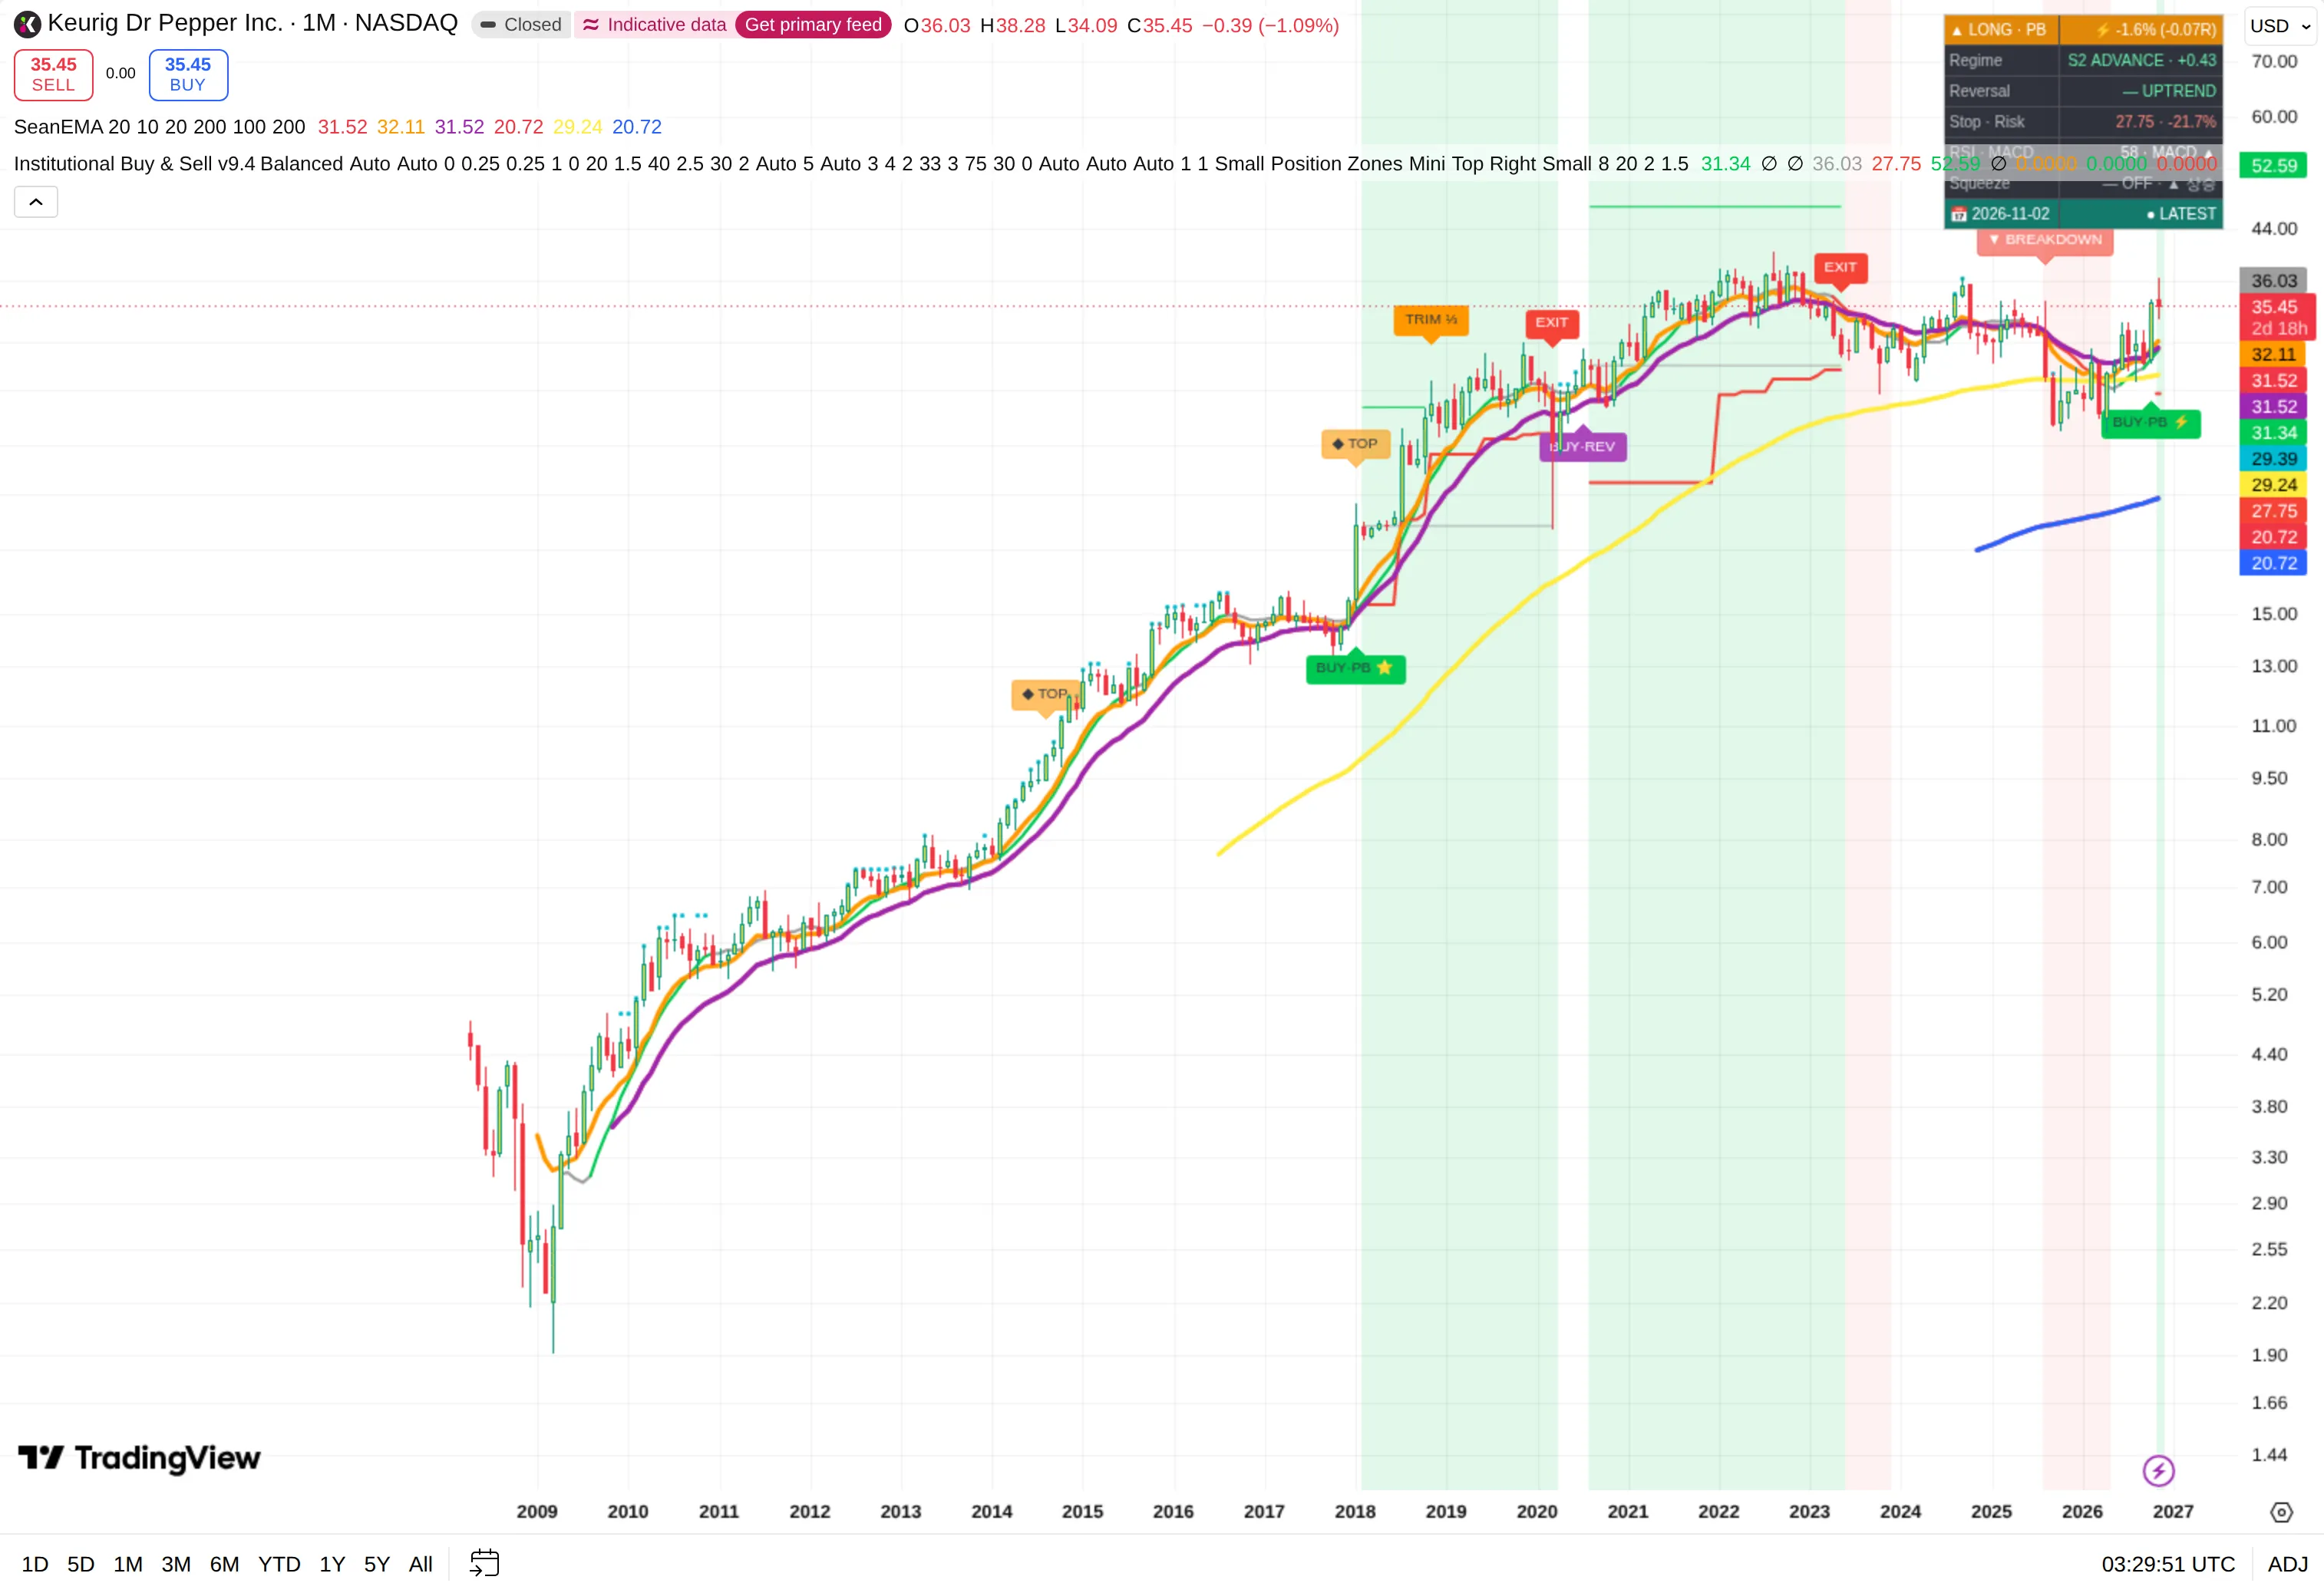 Keurig Dr Pepper Inc. · 1M · NASDAQ Closed Indicative data Get primary feed O36.03 H38.28 L34.09 C35.45 −0.39 (−1.09%)
USD
35.45
SELL
0.00
35.45
BUY
SeanEMA 20 10 20 200 100 200 31.52 32.11 31.52 20.72 29.24 20.72
Institutional Buy & Sell v9.4 Balanced Auto Auto 0 0.25 0.25 1 0 20 1.5 40 2.5 30 2 Auto 5 Auto 3 4 2 33 3 75 30 0 Auto Auto Auto 1 1 Small Position Zones Mini Top Right Small 8 20 2 1.5 31.34 ∅ ∅ 36.03 27.75 52.59 ∅ 0.0000 0.0000 0.0000
▲ LONG · PB ⚡ -1.6% (-0.07R)
Regime S2 ADVANCE · +0.43
Reversal — UPTREND
Stop · Risk 27.75 · -21.7%
RSI · MACD 58 · MACD ▲
Squeeze — OFF · ▲ 상승
📅 2026-11-02 ● LATEST
▼ BREAKDOWN
EXIT
TRIM ⅓
EXIT
◆ TOP
BUY-REV
BUY-PB ⚡
BUY-PB ⭐
◆ TOP
70.00
60.00
52.59
44.00
36.03
35.45
2d 18h
32.11
31.52
31.52
31.34
29.39
29.24
27.75
20.72
20.72
15.00
13.00
11.00
9.50
8.00
7.00
6.00
5.20
4.40
3.80
3.30
2.90
2.55
2.20
1.90
1.66
1.44
TradingView
2009 2010 2011 2012 2013 2014 2015 2016 2017 2018 2019 2020 2021 2022 2023 2024 2025 2026 2027
1D 5D 1M 3M 6M YTD 1Y 5Y All 03:29:51 UTC ADJ